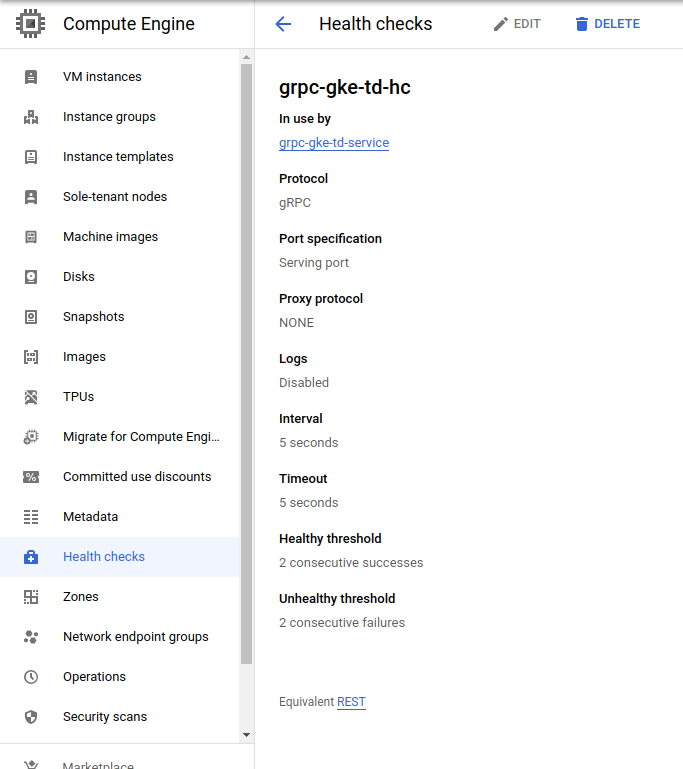 Compute Engine
VM instances
Instance groups
Instance templates
Sole-tenant nodes
Machine images
Disks
Snapshots
Images
TPUs
Migrate for Compute Engi...
Committed use discounts
Metadata
Health checks
Zones
Network endpoint groups
Operations
Security scans
Marketplace
Health checks
EDIT
DELETE
grpc-gke-td-hc
In use by
grpc-gke-td-service
Protocol
gRPC
Port specification
Serving port
Proxy protocol
NONE
Logs
Disabled
Interval
5 seconds
Timeout
5 seconds
Healthy threshold
2 consecutive successes
Unhealthy threshold
2 consecutive failures
Equivalent REST